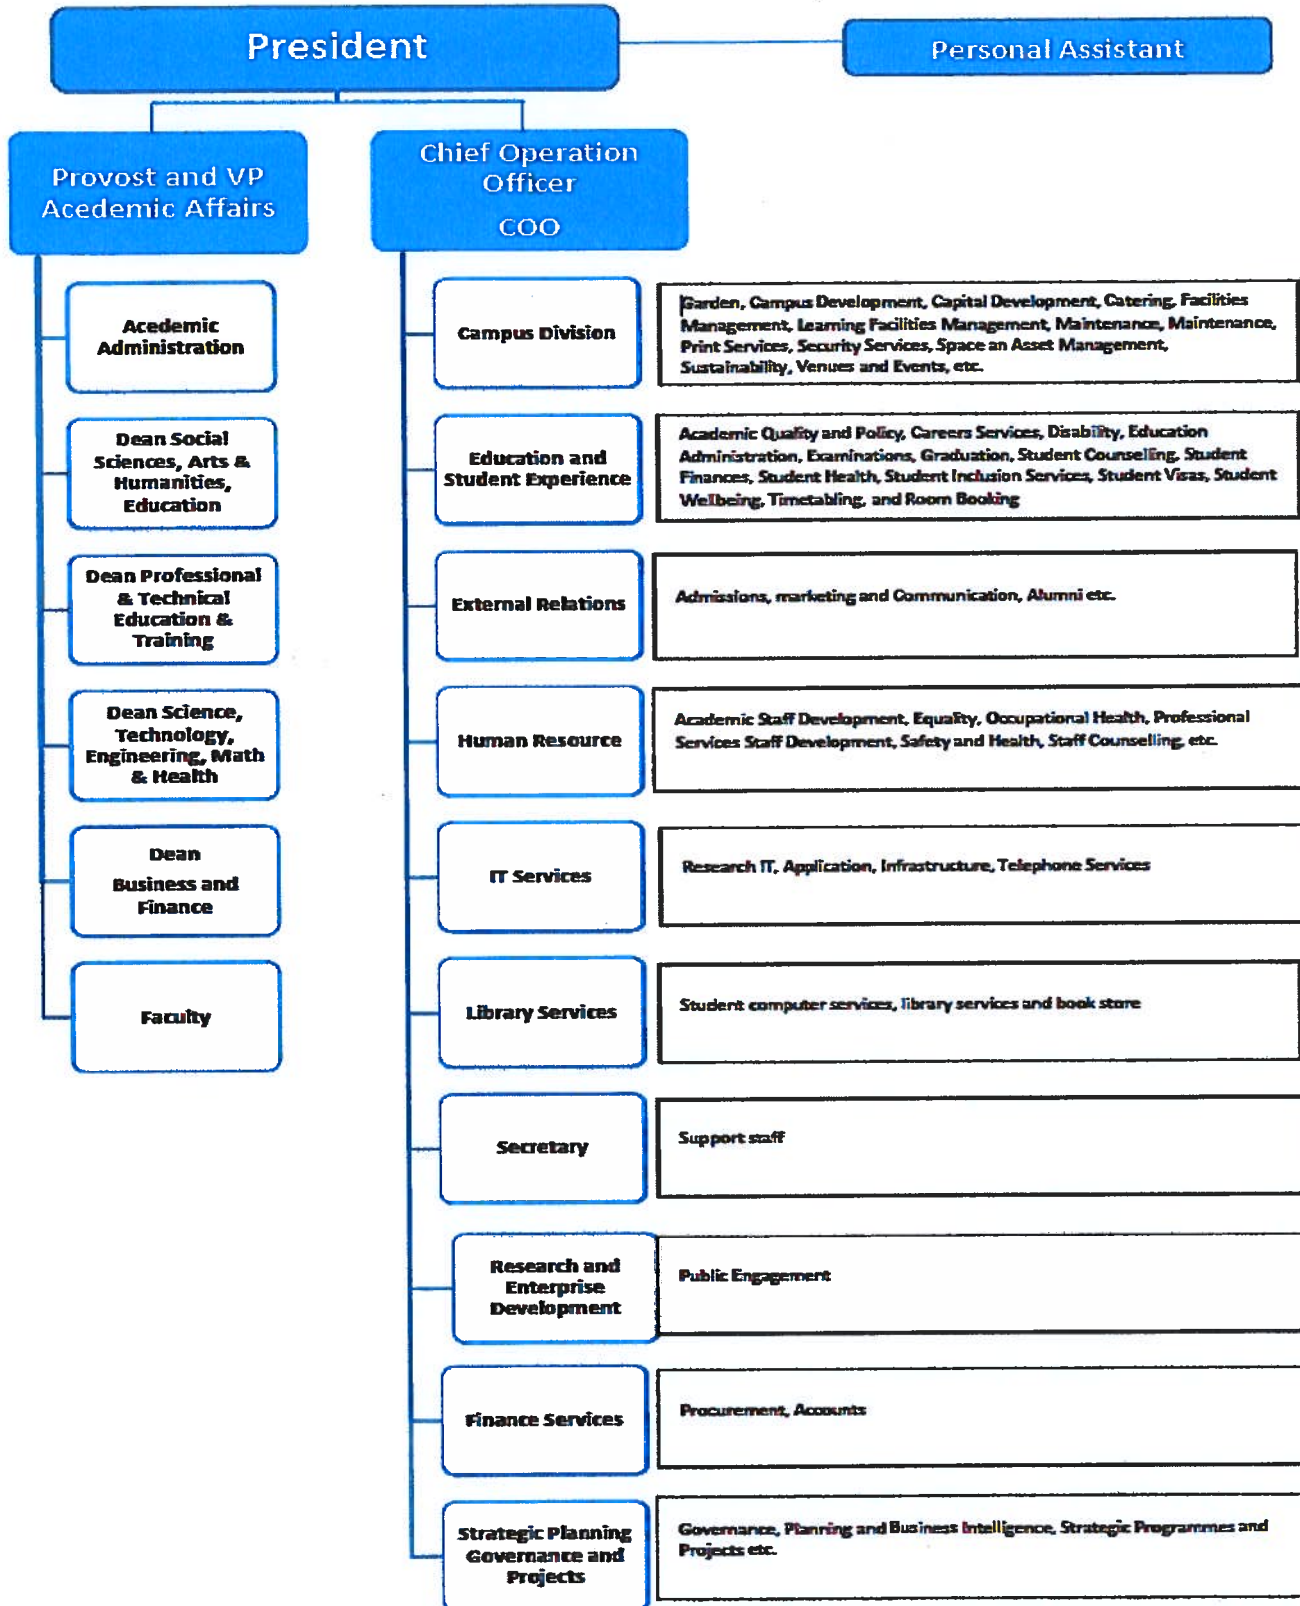 President
Personal Assistant
Provost and VP
Acedemic Affairs
Chief Operation
Officer
COO
Acedemic
Administration
Dean Social
Sciences, Arts &
Humanities,
Education
Dean Professional
& Technical
Education &
Training
Dean Science,
Technology,
Engineering, Math
& Health
Dean
Business and
Finance
Faculty
Campus Division
Garden, Campus Development, Capital Development, Catering, Facilities
Management, Learning Facilities Management, Maintenance, Maintenance,
Print Services, Security Services, Space an Asset Management,
Sustainability, Venues and Events, etc.
Education and
Student Experience
Academic Quality and Policy, Careers Services, Disability, Education
Administration, Examinations, Graduation, Student Counselling, Student
Finances, Student Health, Student Inclusion Services, Student Visas, Student
Wellbeing, Timetabling, and Room Booking
External Relations
Admissions, marketing and Communication, Alumni etc.
Human Resource
Academic Staff Development, Equality, Occupational Health, Professional
Services Staff Development, Safety and Health, Staff Counselling, etc.
IT Services
Research IT, Application, Infrastructure, Telephone Services
Library Services
Student computer services, library services and book store
Secretary
Support staff
Research and
Enterprise
Development
Public Engagement
Finance Services
Procurement, Accounts
Strategic Planning
Governance and
Projects
Governance, Planning and Business Intelligence, Strategic Programmes and
Projects etc.